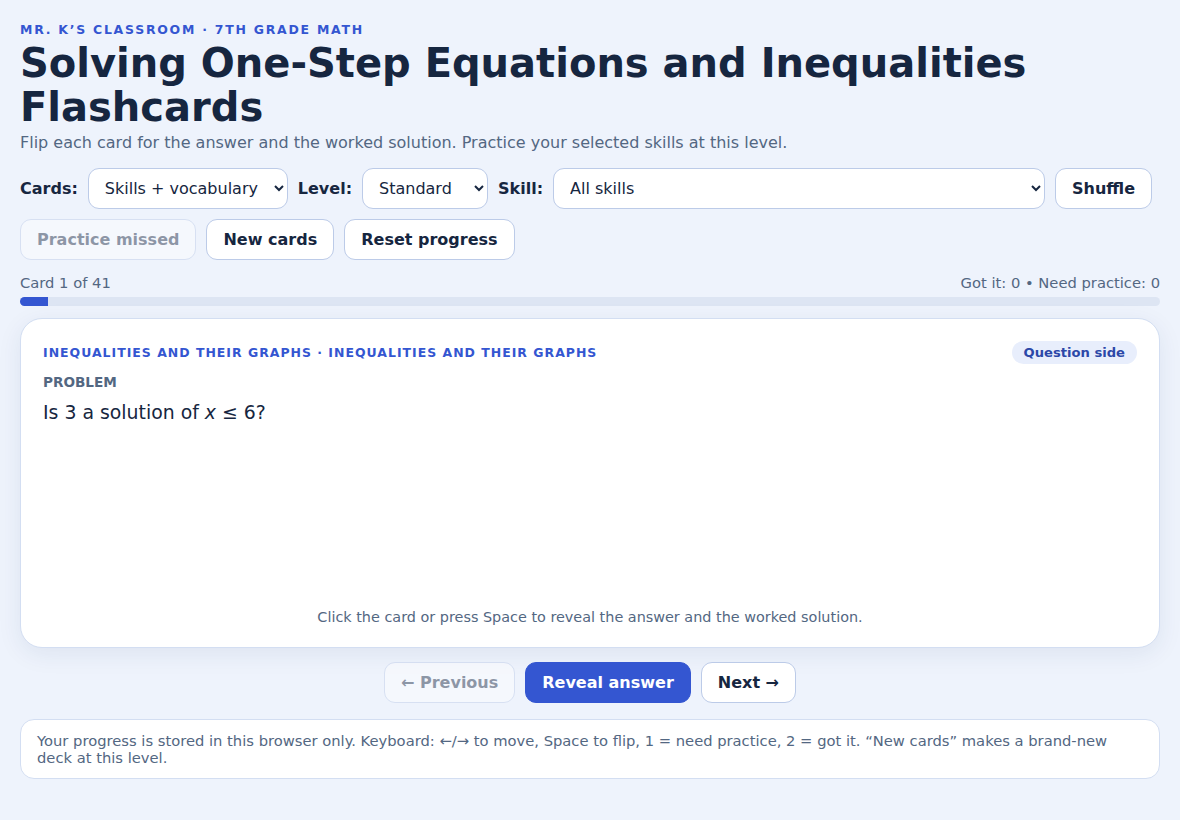 MR. K’S CLASSROOM · 7TH GRADE MATH
Solving One-Step Equations and Inequalities
Flashcards
Flip each card for the answer and the worked solution. Practice your selected skills at this level.
Cards: Skills + vocabulary Level: Standard Skill: All skills Shuffle
Practice missed New cards Reset progress
Card 1 of 41 Got it: 0 • Need practice: 0
INEQUALITIES AND THEIR GRAPHS · INEQUALITIES AND THEIR GRAPHS Question side
PROBLEM
Is 3 a solution of x ≤ 6?
Click the card or press Space to reveal the answer and the worked solution.
← Previous Reveal answer Next →
Your progress is stored in this browser only. Keyboard: ←/→ to move, Space to flip, 1 = need practice, 2 = got it. “New cards” makes a brand-new
deck at this level.